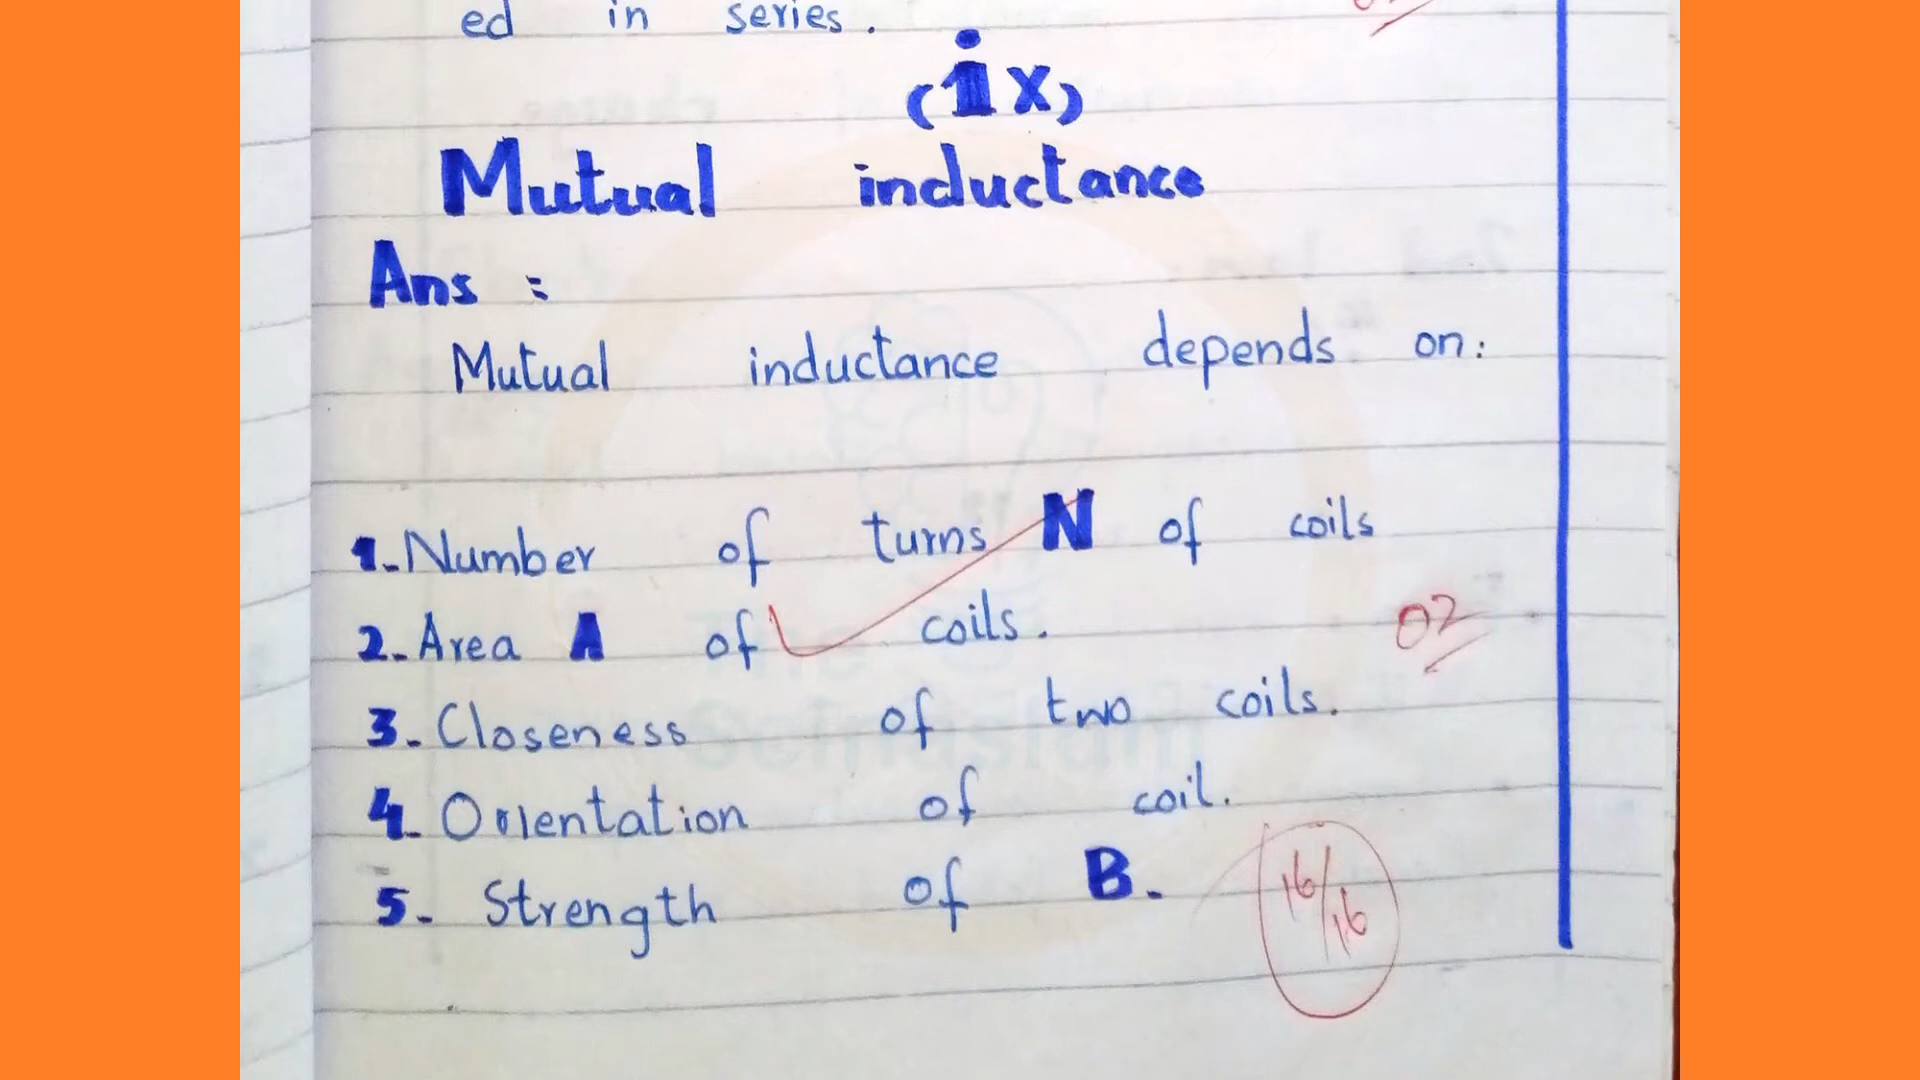 ed in series.
(ix)
Mutual inductance
Ans :
Mutual inductance depends on:
1. Number of turns N of coils
2. Area A of coils.
02
3. Closeness of two coils.
4. Orientation of coil.
5. Strength of B.
16/16